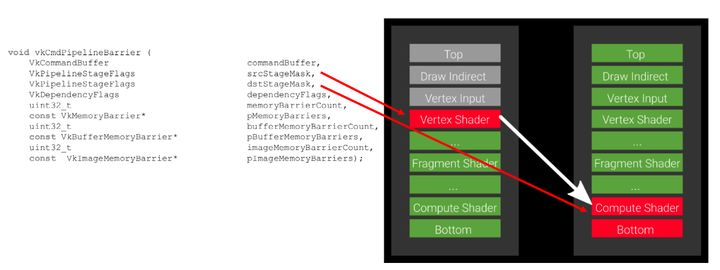 void vkCmdPipelineBarrier (
VkCommandBuffer commandBuffer,
VkPipelineStageFlags srcStageMask,
VkPipelineStageFlags dstStageMask,
VkDependencyFlags dependencyFlags,
uint32_t memoryBarrierCount,
const VkMemoryBarrier* pMemoryBarriers,
uint32_t bufferMemoryBarrierCount,
const VkBufferMemoryBarrier* pBufferMemoryBarriers,
uint32_t imageMemoryBarrierCount,
const VkImageMemoryBarrier* pImageMemoryBarriers);
Top
Draw Indirect
Vertex Input
Vertex Shader
...
Fragment Shader
...
Compute Shader
Bottom
Top
Draw Indirect
Vertex Input
Vertex Shader
...
Fragment Shader
...
Compute Shader
Bottom